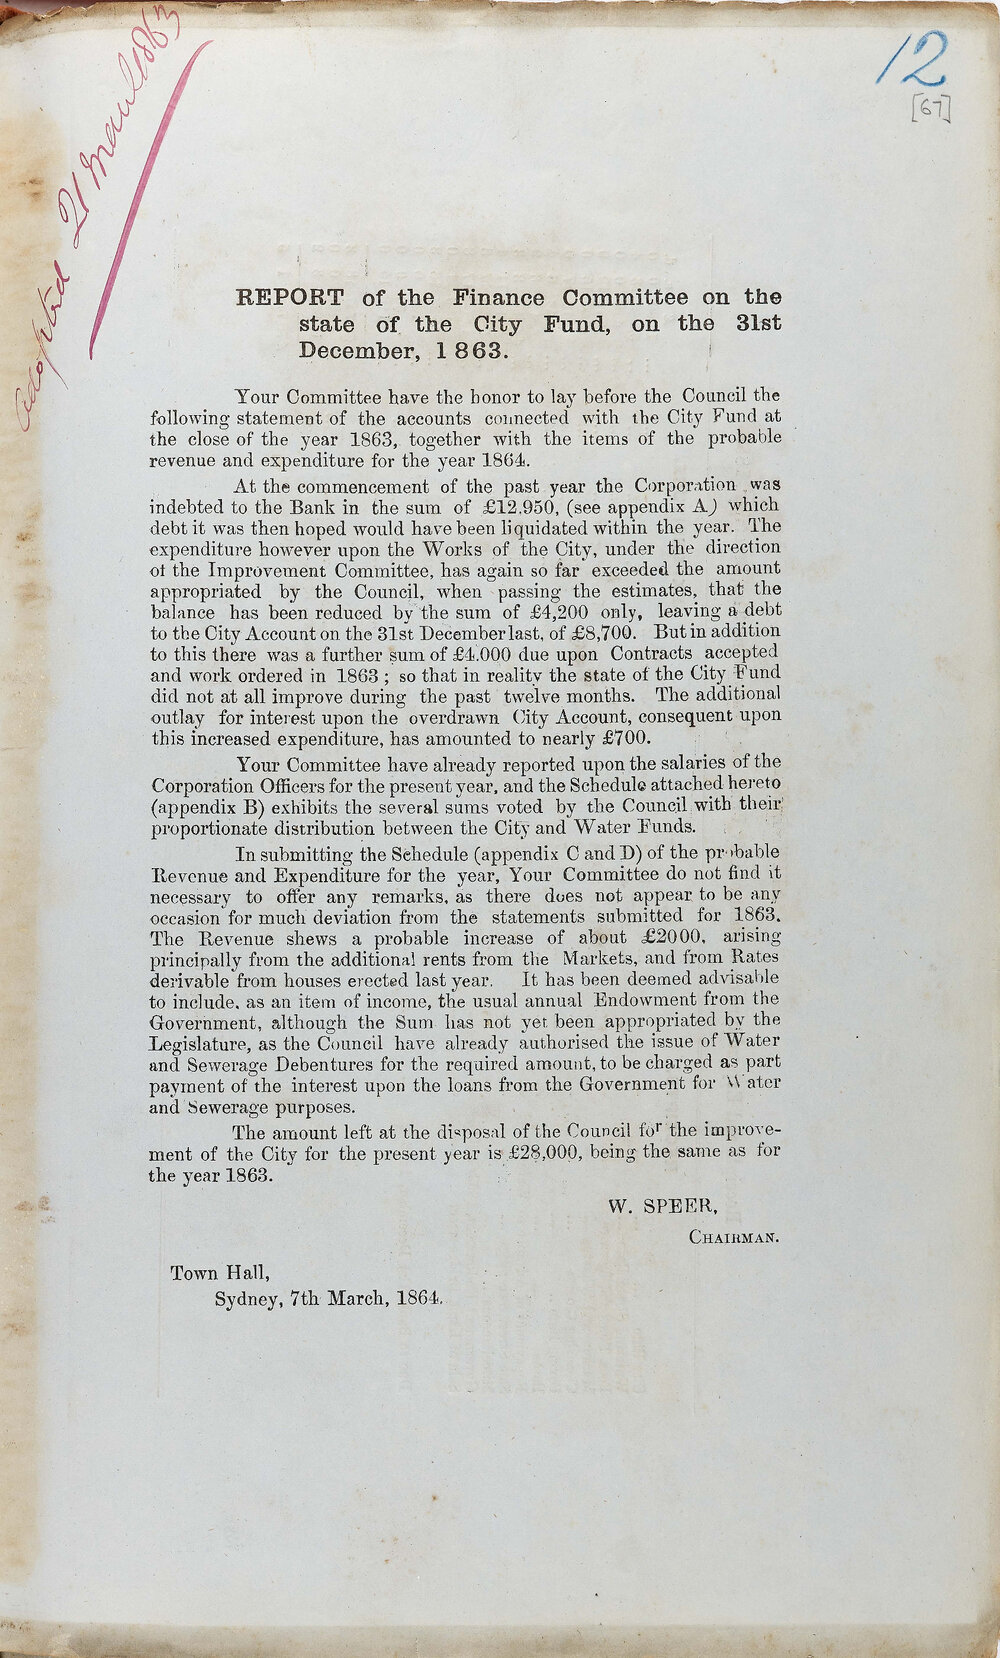 adopted 21 March 1863
12
[67]
REPORT of the Finance Committee on the
state of the City Fund, on the 31st
December, 1863.
Your Committee have the honor to lay before the Council the
following statement of the accounts connected with the City Fund at
the close of the year 1863, together with the items of the probable
revenue and expenditure for the year 1864.
At the commencement of the past year the Corporation was
indebted to the Bank in the sum of £12,950, (see appendix A) which
debt it was then hoped would have been liquidated within the year. The
expenditure however upon the Works of the City, under the direction
of the Improvement Committee, has again so far exceeded the amount
appropriated by the Council, when passing the estimates, that the
balance has been reduced by the sum of £4,200 only, leaving a debt
to the City Account on the 31st December last, of £8,700. But in addition
to this there was a further sum of £4,000 due upon Contracts accepted
and work ordered in 1863 ; so that in reality the state of the City Fund
did not at all improve during the past twelve months. The additional
outlay for interest upon the overdrawn City Account, consequent upon
this increased expenditure, has amounted to nearly £700.
Your Committee have already reported upon the salaries of the
Corporation Officers for the present year, and the Schedule attached hereto
(appendix B) exhibits the several sums voted by the Council with their
proportionate distribution between the City and Water Funds.
In submitting the Schedule (appendix C and D) of the probable
Revenue and Expenditure for the year, Your Committee do not find it
necessary to offer any remarks, as there does not appear to be any
occasion for much deviation from the statements submitted for 1863.
The Revenue shews a probable increase of about £2000, arising
principally from the additional rents from the Markets, and from Rates
derivable from houses erected last year. It has been deemed advisable
to include, as an item of income, the usual annual Endowment from the
Government, although the Sum has not yet been appropriated by the
Legislature, as the Council have already authorised the issue of Water
and Sewerage Debentures for the required amount, to be charged as part
payment of the interest upon the loans from the Government for Water
and Sewerage purposes.
The amount left at the disposal of the Council for the improve-
ment of the City for the present year is £28,000, being the same as for
the year 1863.
W. SPEER,
CHAIRMAN.
Town Hall,
Sydney, 7th March, 1864.